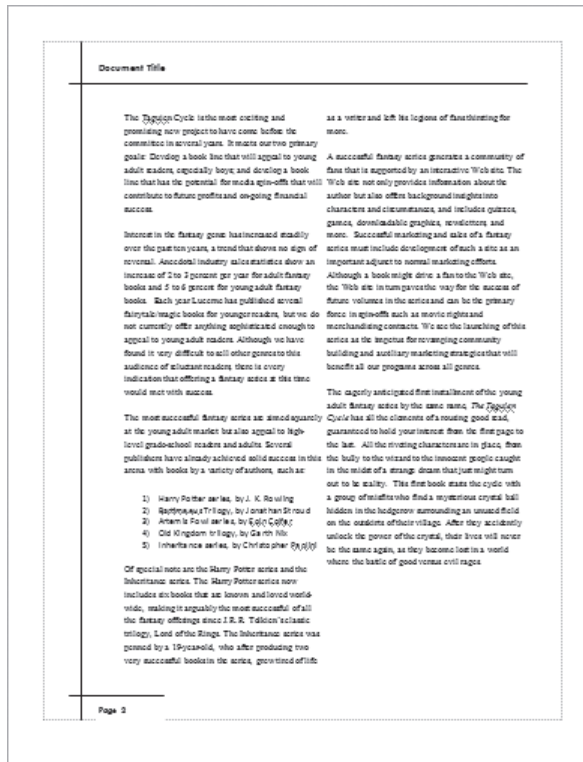 Document Title
The Taguien Cycle is the most exciting and
promising new project to have come before the
committee in several years. It meets our two primary
goals: Develop a book line that will appeal to young
adult readers, especially boys; and develop a book
line that has the potential for media spin-offs that will
contribute to future profits and on-going financial
success.
Interest in the fantasy genre has increased steadily
over the past ten years, a trend that shows no sign of
reversal. Anecdotal industry sales statistics show an
increase of 2 to 3 percent per year for adult fantasy
books and 5 to 6 percent for young adult fantasy
books. Each year Lucerne has published several
fairytale/magic books for younger readers, but we do
not currently offer anything sophisticated enough to
appeal to young adult readers. Although we have
found it very difficult to sell other genres to this
audience of reluctant readers, there is every
indication that offering a fantasy series at this time
would met with success.
The most successful fantasy series are aimed squarely
at the young adult market but also appeal to high-
level grade-school readers and adults. Several
publishers have already achieved solid success in this
arena with books by a variety of authors, such as:
1) Harry Potter series, by J. K. Rowling
2) Bartimaeus Trilogy, by Jonathan Stroud
3) Artemis Fowl series, by Eoin Colfer
4) Old Kingdom trilogy, by Garth Nix
5) Inheritance series, by Christopher Paolini
Of special note are the Harry Potter series and the
Inheritance series. The Harry Potter series now
includes six books that are known and loved world-
wide, making it arguably the most successful of all
the fantasy offerings since J.R.R. Tolkien's classic
trilogy, Lord of the Rings. The Inheritance series was
penned by a 19-year-old, who after producing two
very successful books in the series, grew tired of life
as a writer and left his legions of fans thirsting for
more.
A successful fantasy series generates a community of
fans that is supported by an interactive Web site. The
Web site not only provides information about the
author but also offers background insights into
characters and circumstances, and includes quizzes,
games, downloadable graphics, newsletters, and
more. Successful marketing and sales of a fantasy
series must include development of such a site as an
important adjunct to normal marketing efforts.
Although a book might drive a fan to the Web site,
the Web site in turn paves the way for the success of
future volumes in the series and can be the primary
force in spin-offs such as movie rights and
merchandising contracts. We see the launching of this
series as the impetus for revamping community
building and auxiliary marketing strategies that will
benefit all our programs across all genres.
The eagerly anticipated first installment of the young
adult fantasy series by the same name, The Taguien
Cycle has all the elements of a rousing good read,
guaranteed to hold your interest from the first page to
the last. All the riveting characters are in place, from
the bully to the wizard to the innocent people caught
in the midst of a strange dream that just might turn
out to be reality. This first book starts the cycle with
a group of misfits who find a mysterious crystal ball
hidden in the hedgerow surrounding an unused field
on the outskirts of their village. After they accidently
unlock the power of the crystal, their lives will never
be the same again, as they become lost in a world
where the battle of good versus evil rages.
Page 2